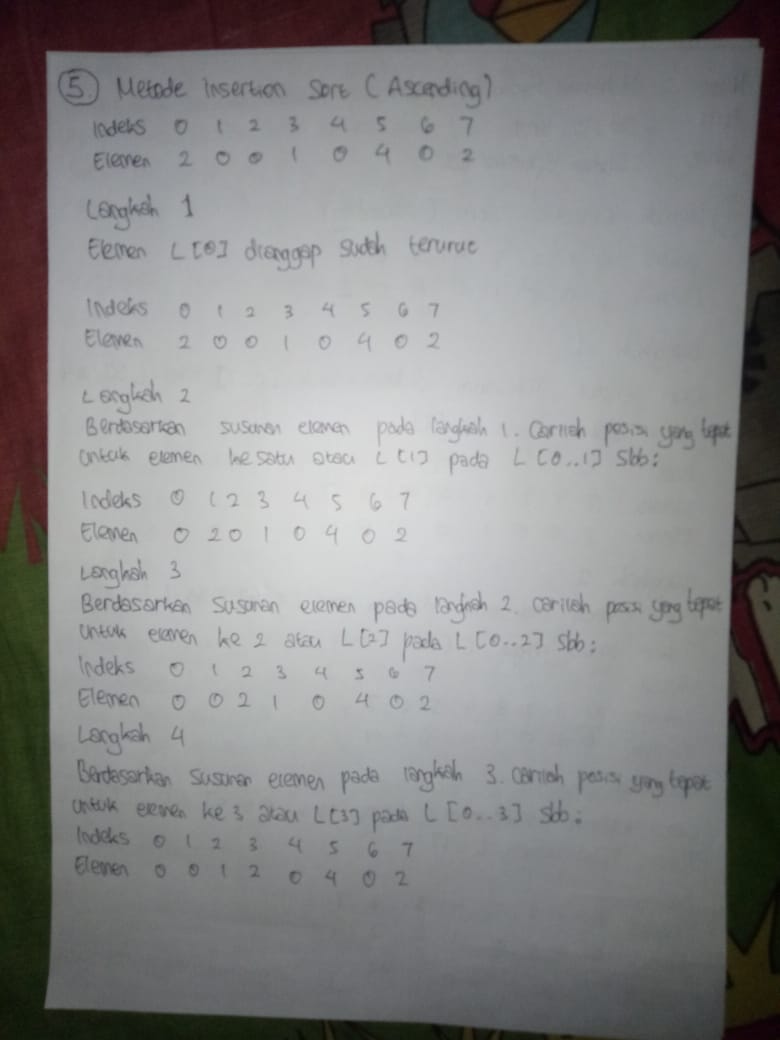 5. Metode Insertion Sort (Ascending)
Indeks 0 1 2 3 4 5 6 7
Elemen 2 0 0 1 0 4 0 2
Langkah 1
Elemen L[0] dianggap sudah terurut
Indeks 0 1 2 3 4 5 6 7
Elemen 2 0 0 1 0 4 0 2
Langkah 2
Berdasarkan susunan elemen pada langkah 1. Carilah posisi yang tepat
untuk elemen ke satu atau L[1] pada L[0..1] sbb:
Indeks 0 1 2 3 4 5 6 7
Elemen 0 2 0 1 0 4 0 2
Langkah 3
Berdasarkan susunan elemen pada langkah 2. carilah posisi yang tepat
untuk elemen ke 2 atau L[2] pada L[0..2] sbb:
Indeks 0 1 2 3 4 5 6 7
Elemen 0 0 2 1 0 4 0 2
Langkah 4
Berdasarkan susunan elemen pada langkah 3. carilah posisi yang tepat
untuk elemen ke 3 atau L[3] pada L[0..3] sbb:
Indeks 0 1 2 3 4 5 6 7
Elemen 0 0 1 2 0 4 0 2